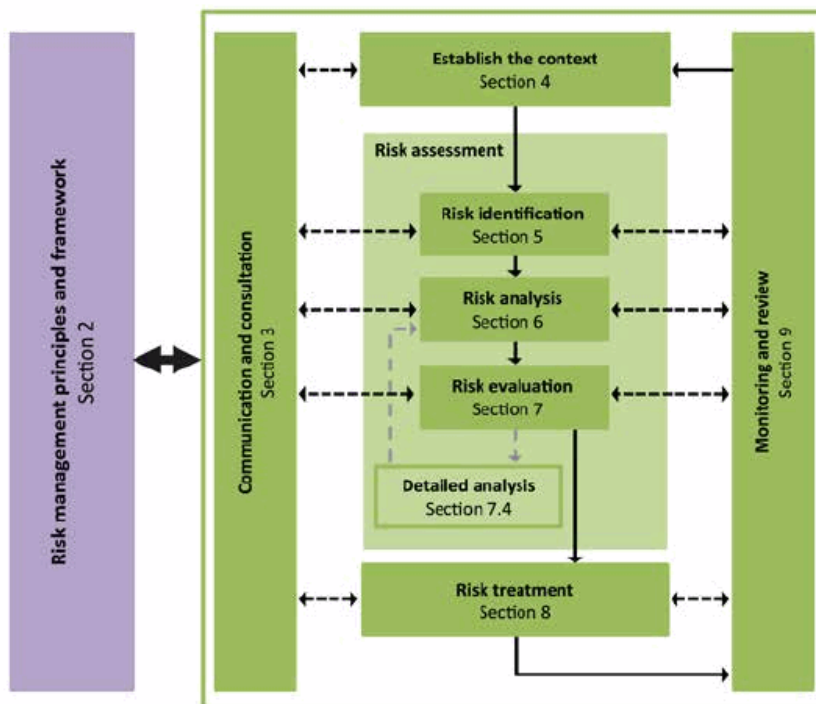 Risk management principles and framework
Section 2
Communication and consultation
Section 3
Establish the context
Section 4
Risk assessment
Risk identification
Section 5
Risk analysis
Section 6
Risk evaluation
Section 7
Detailed analysis
Section 7.4
Risk treatment
Section 8
Monitoring and review
Section 9